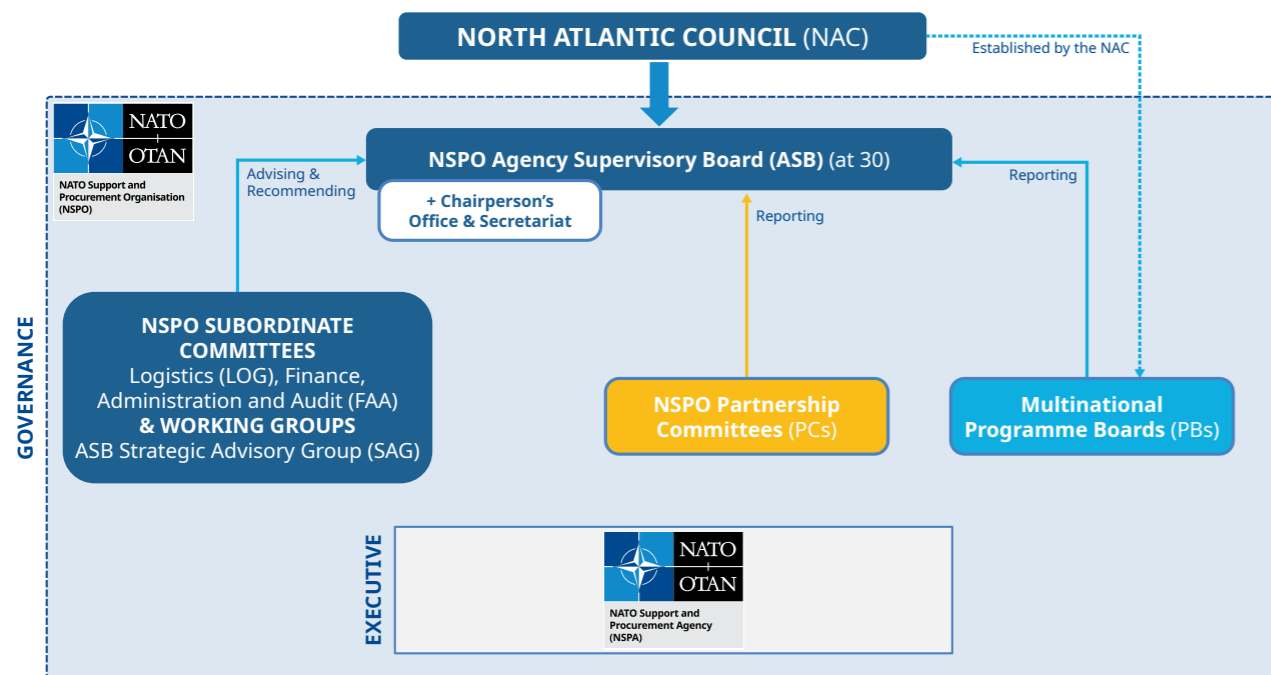 NORTH ATLANTIC COUNCIL (NAC)
Established by the NAC
NATO
OTAN
NATO Support and
Procurement Organisation
(NSPO)
NSPO Agency Supervisory Board (ASB) (at 30)
+ Chairperson's
Office & Secretariat
Advising &
Recommending
Reporting
Reporting
GOVERNANCE
NSPO SUBORDINATE
COMMITTEES
Logistics (LOG), Finance,
Administration and Audit (FAA)
& WORKING GROUPS
ASB Strategic Advisory Group (SAG)
NSPO Partnership
Committees (PCs)
Multinational
Programme Boards (PBs)
EXECUTIVE
NATO
OTAN
NATO Support and
Procurement Agency
(NSPA)